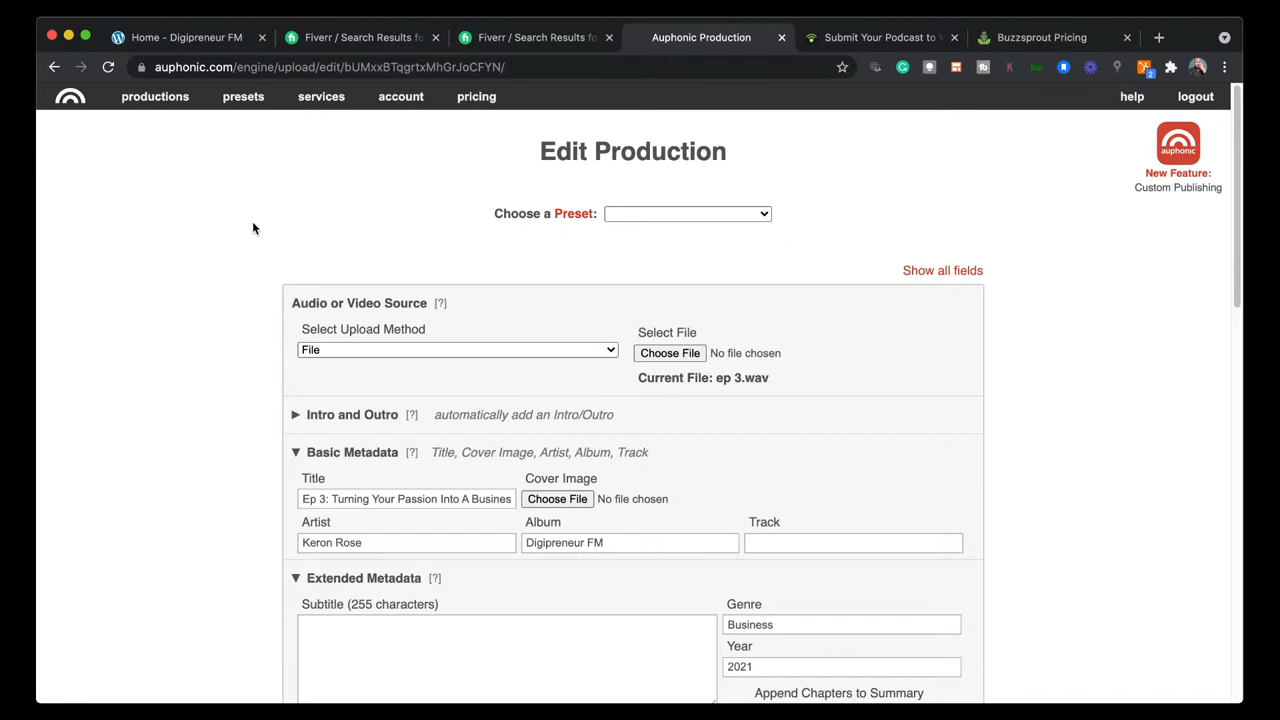 Home - Digipreneur FM
Fiverr / Search Results for
Fiverr / Search Results for
Auphonic Production
Submit Your Podcast to
Buzzsprout Pricing
auphonic.com/engine/upload/edit/bUMxxBTqgrtxMhGrJoCFYN/
productions
presets
services
account
pricing
help
logout
Edit Production
auphonic
New Feature:
Custom Publishing
Choose a Preset:
Show all fields
Audio or Video Source [?]
Select Upload Method
Select File
File
Choose File No file chosen
Current File: ep 3.wav
Intro and Outro [?] automatically add an Intro/Outro
Basic Metadata [?] Title, Cover Image, Artist, Album, Track
Title
Cover Image
Ep 3: Turning Your Passion Into A Busines
Choose File No file chosen
Artist
Album
Track
Keron Rose
Digipreneur FM
Extended Metadata [?]
Subtitle (255 characters)
Genre
Business
Year
2021
Append Chapters to Summary